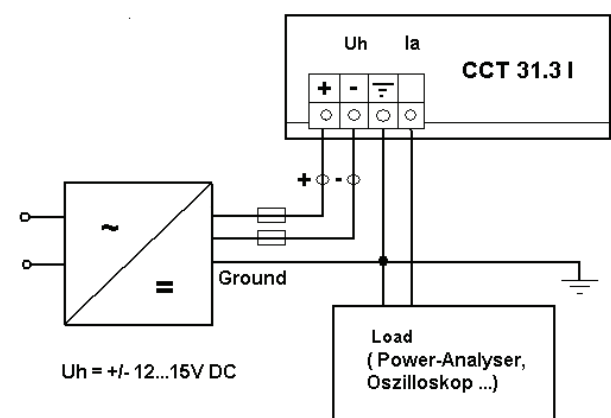 Uh Ia
CCT 31.3 I
+ -
+ -
~
=
Ground
Load
( Power-Analyser,
Oszilloskop ...)
Uh = +/- 12...15V DC